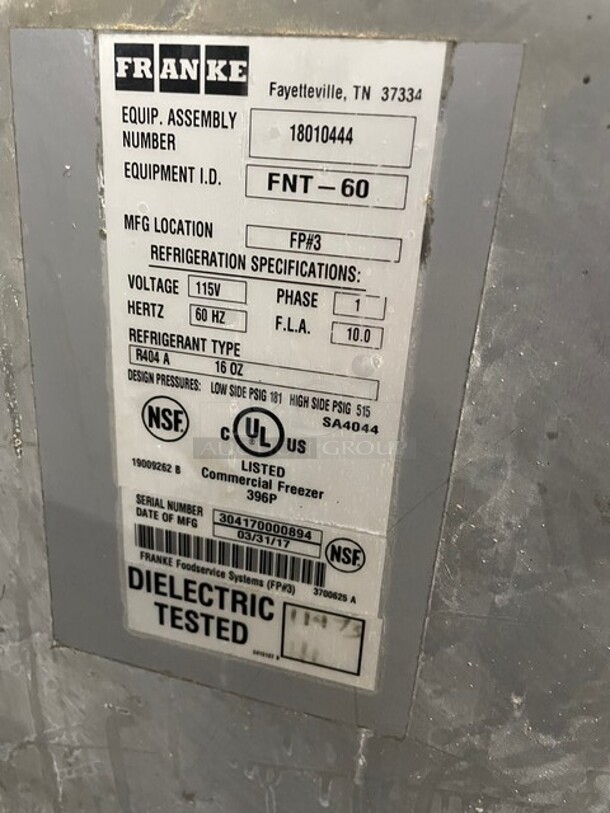 FRANKE
Fayetteville, TN 37334
EQUIP. ASSEMBLY NUMBER 18010444
EQUIPMENT I.D. FNT-60
MFG LOCATION FP#3
REFRIGERATION SPECIFICATIONS:
VOLTAGE 115V PHASE 1
HERTZ 60 HZ F.L.A. 10.0
REFRIGERANT TYPE
R404 A 16 OZ
DESIGN PRESSURES: LOW SIDE PSIG 181 HIGH SIDE PSIG 515
SA4044
NSF C UL US
LISTED
19009262 B Commercial Freezer
396P
SERIAL NUMBER 304170000894
DATE OF MFG 03/31/17
NSF
FRANKE Foodservice Systems (FP#3) 3700625 A
DIELECTRIC
TESTED